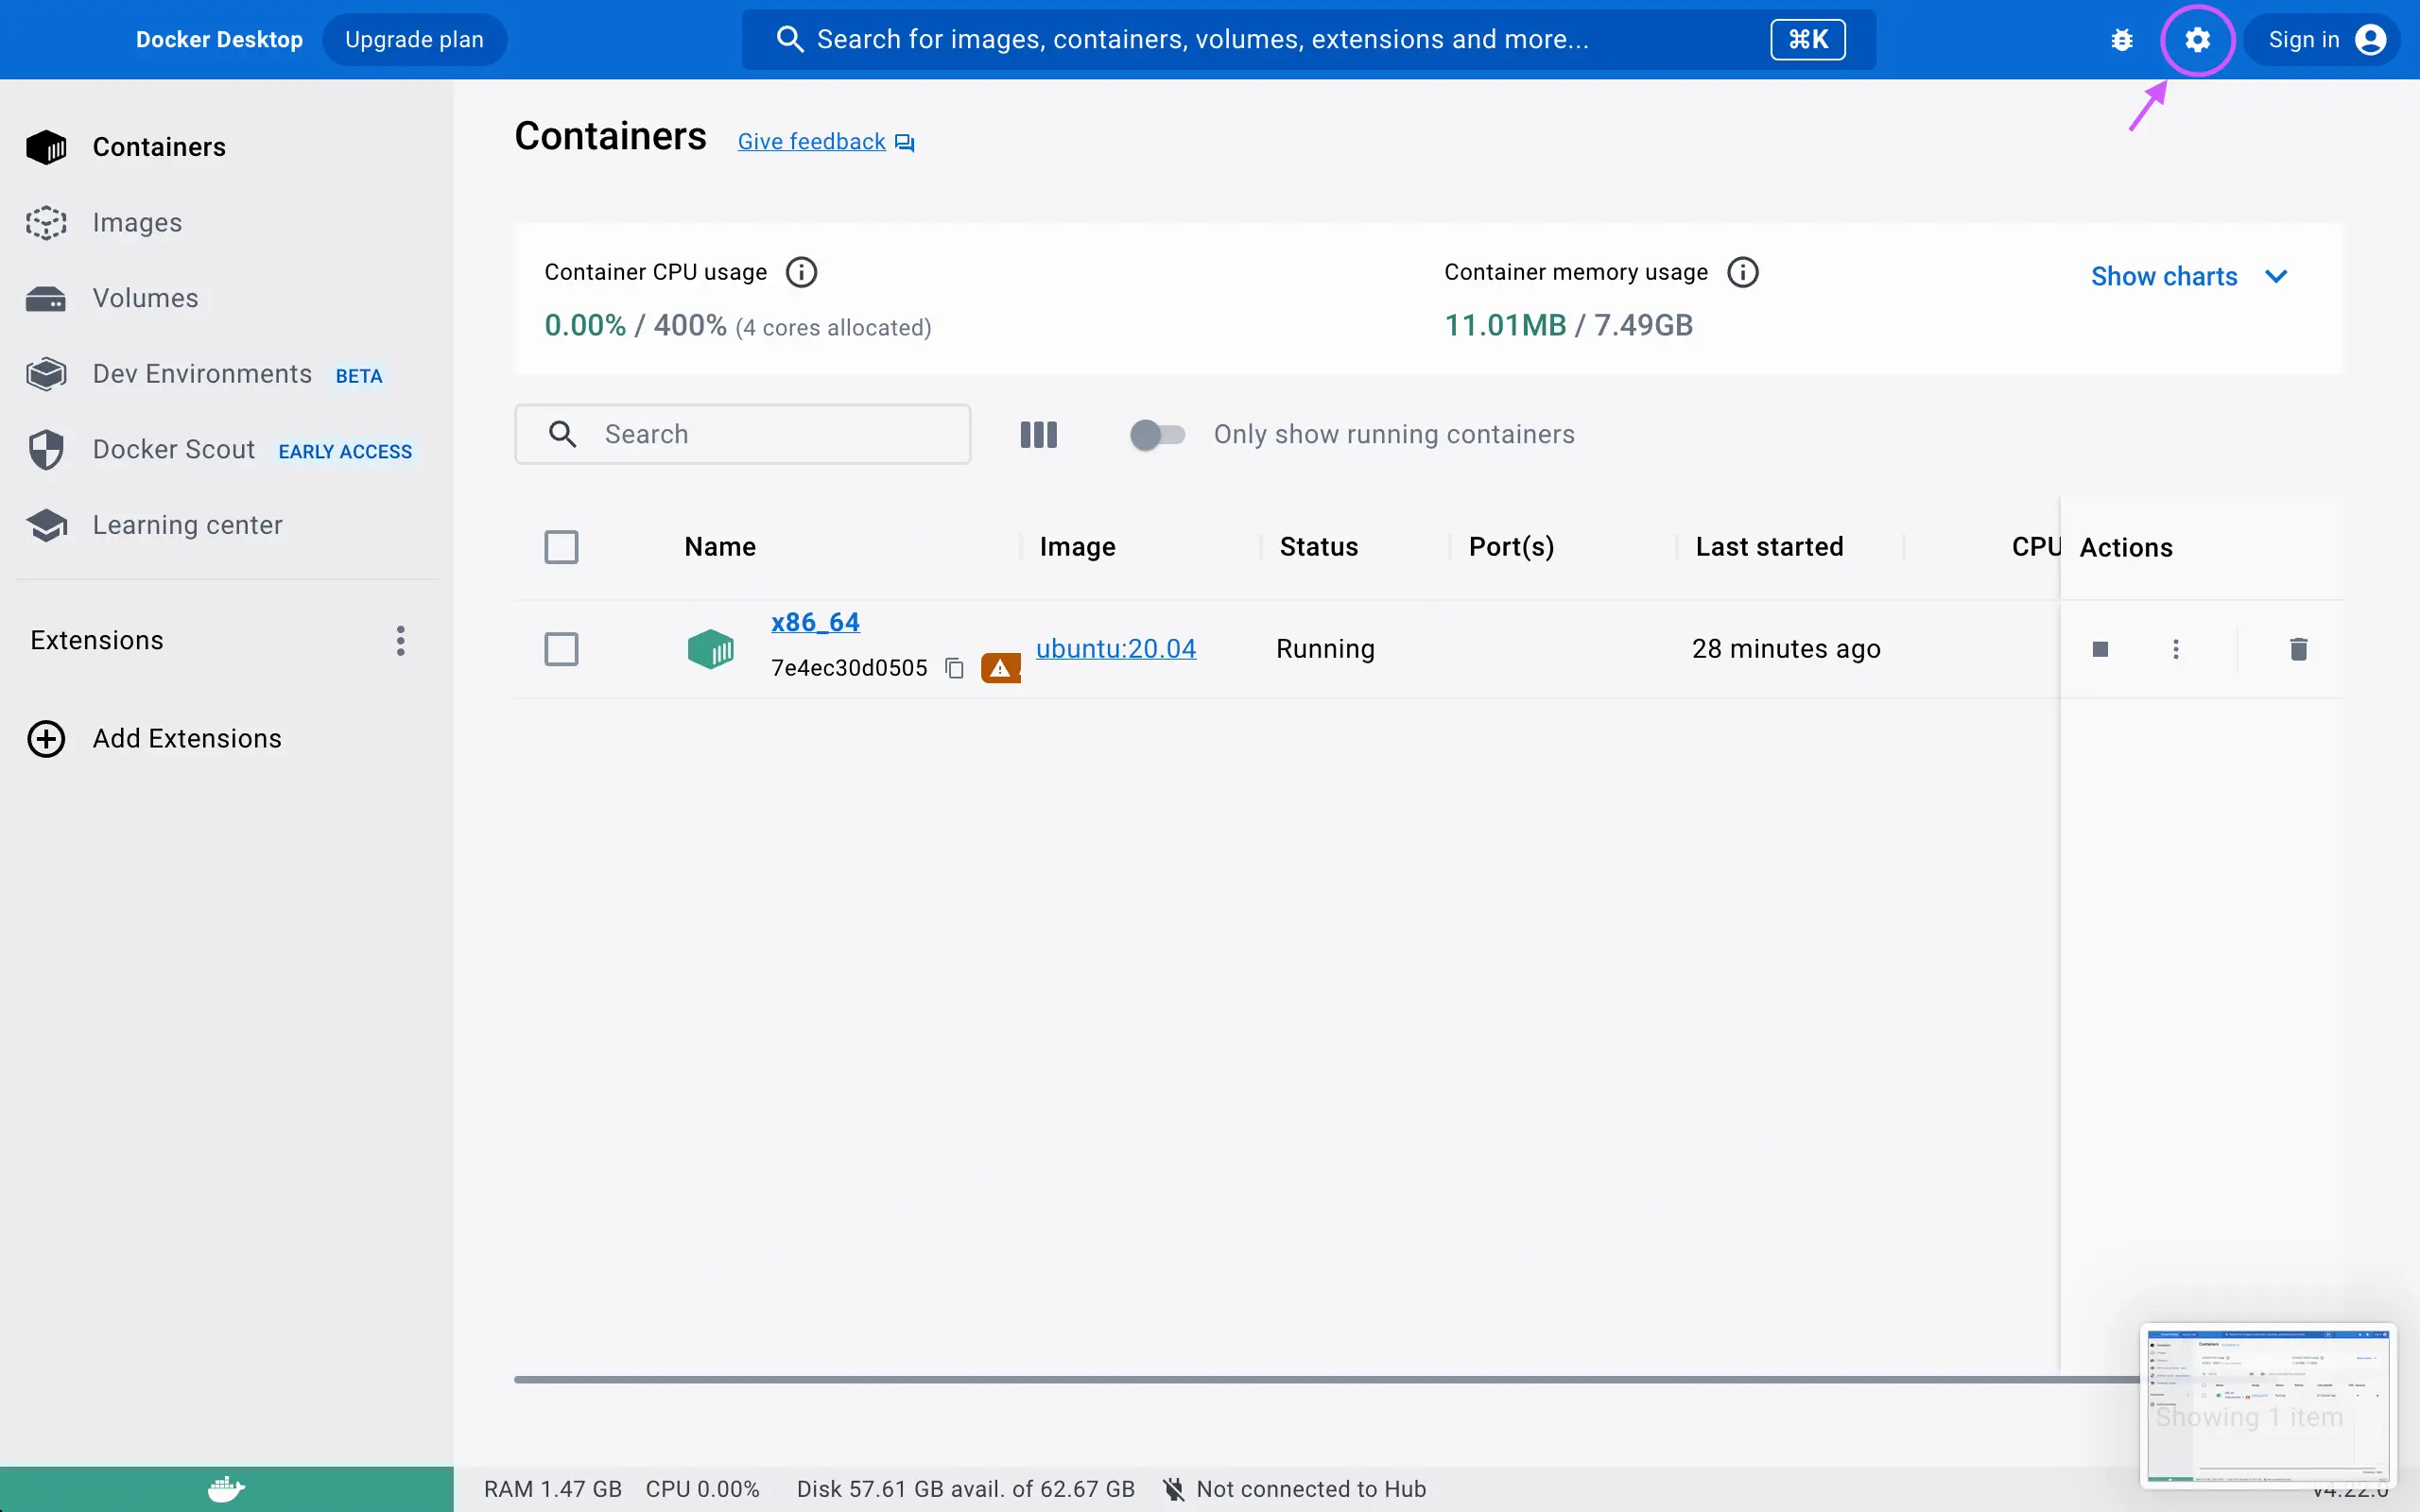 Docker Desktop
Upgrade plan
Search for images, containers, volumes, extensions and more...
⌘K
Sign in
Containers
Images
Volumes
Dev Environments BETA
Docker Scout EARLY ACCESS
Learning center
Extensions
Add Extensions
Containers
Give feedback
Container CPU usage
0.00% / 400% (4 cores allocated)
Container memory usage
11.01MB / 7.49GB
Show charts
Search
Only show running containers
Name Image Status Port(s) Last started CPU Actions
x86_64
7e4ec30d0505
ubuntu:20.04
Running
28 minutes ago
Showing 1 item
RAM 1.47 GB CPU 0.00% Disk 57.61 GB avail. of 62.67 GB Not connected to Hub
v4.22.0